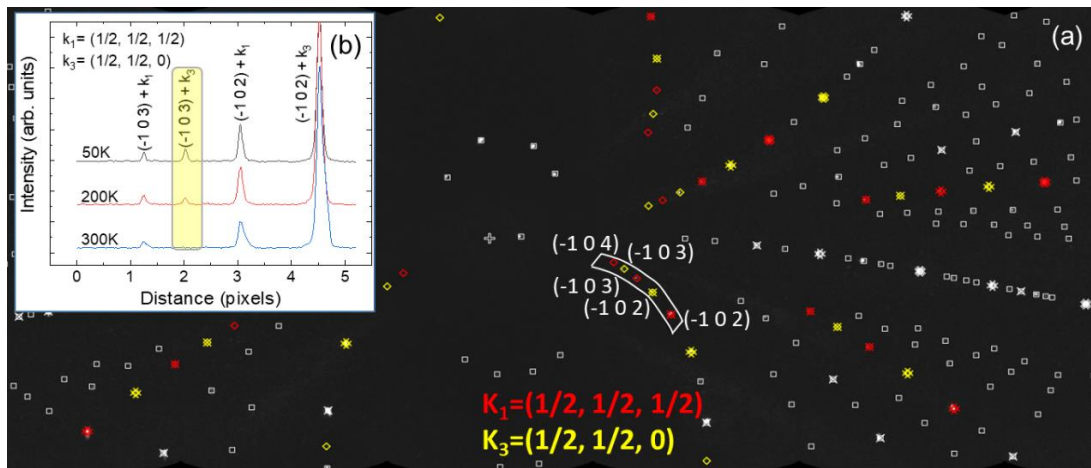 k1 = (1/2, 1/2, 1/2)
k3 = (1/2, 1/2, 0)
(b)
(a)
(-1 0 3) + k1
(-1 0 3) + k3
(-1 0 2) + k1
(-1 0 2) + k3
Intensity (arb. units)
50K
200K
300K
0 1 2 3 4 5
Distance (pixels)
(-1 0 4)
(-1 0 3)
(-1 0 3)
(-1 0 2)
(-1 0 2)
K1=(1/2, 1/2, 1/2)
K3=(1/2, 1/2, 0)